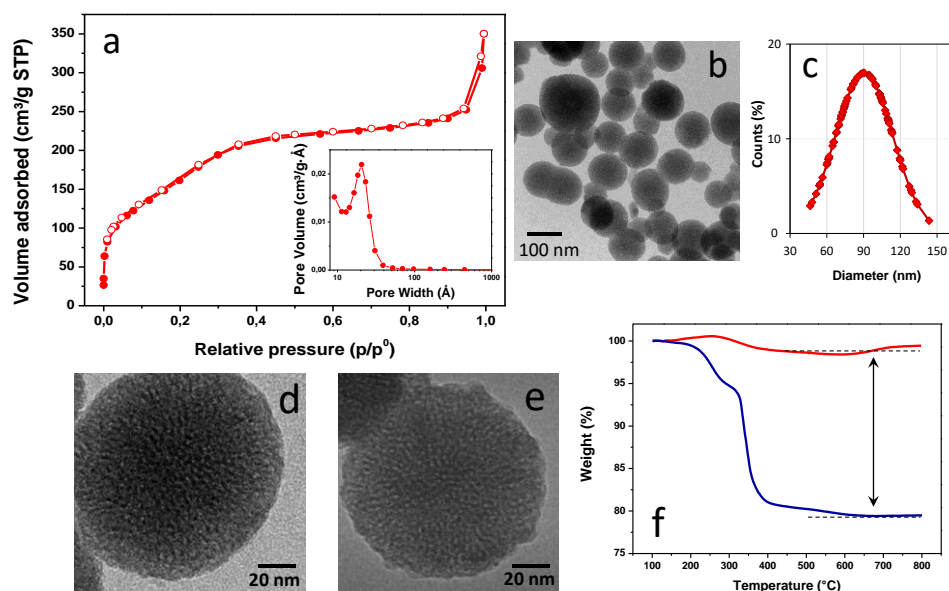 a
Volume adsorbed (cm³/g STP)
350
300
250
200
150
100
50
0
0,0
0,2
0,4
0,6
0,8
1,0
Relative pressure (p/p⁰)
Pore Volume (cm³/g·Å)
0,02
0,01
0,00
10
100
1000
Pore Width (Å)
b
100 nm
c
Counts (%)
20
10
0
30
60
90
120
150
Diameter (nm)
d
20 nm
e
20 nm
f
Weight (%)
100
95
90
85
80
75
100
200
300
400
500
600
700
800
Temperature (°C)